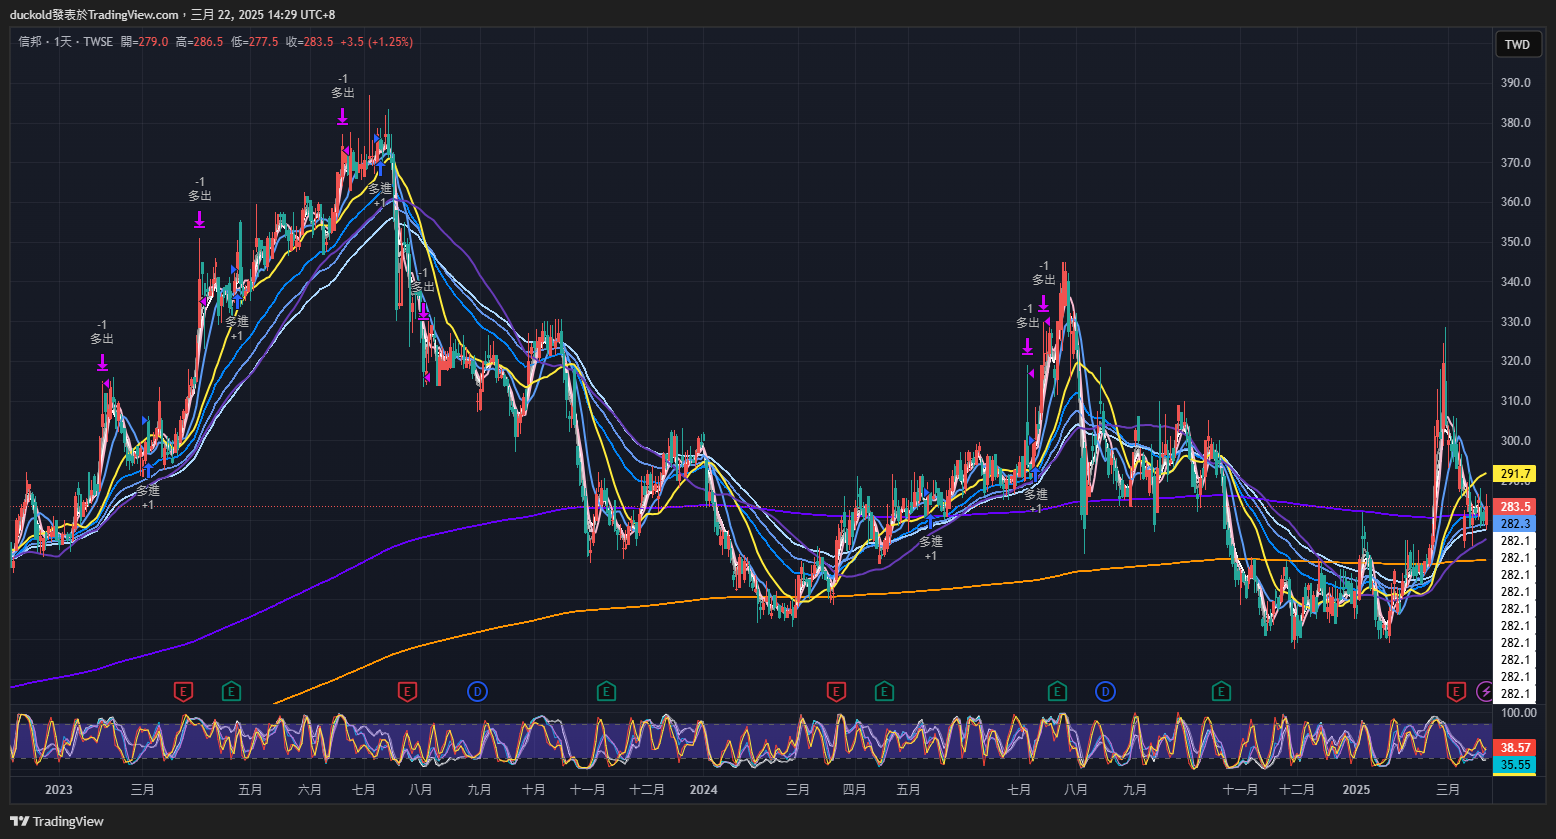 duckold發表於TradingView.com，三月 22, 2025 14:29 UTC+8
信邦 · 1天 · TWSE 開=279.0 高=286.5 低=277.5 收=283.5 +3.5 (+1.25%)
TWD
390.0
380.0
370.0
360.0
350.0
340.0
330.0
320.0
310.0
300.0
291.7
283.5
282.3
282.1
282.1
282.1
282.1
282.1
282.1
282.1
282.1
282.1
282.1
-1
多出
-1
多出
-1
多出
多進
+1
多進
+1
多進
+1
-1
多出
多進
+1
-1
多出
-1
多出
多進
+1
E
E
E
D
E
E
E
E
D
E
E
100.00
38.57
35.55
2023 三月 五月 六月 七月 八月 九月 十月 十一月 十二月 2024 三月 四月 五月 七月 八月 九月 十一月 十二月 2025 三月
TradingView